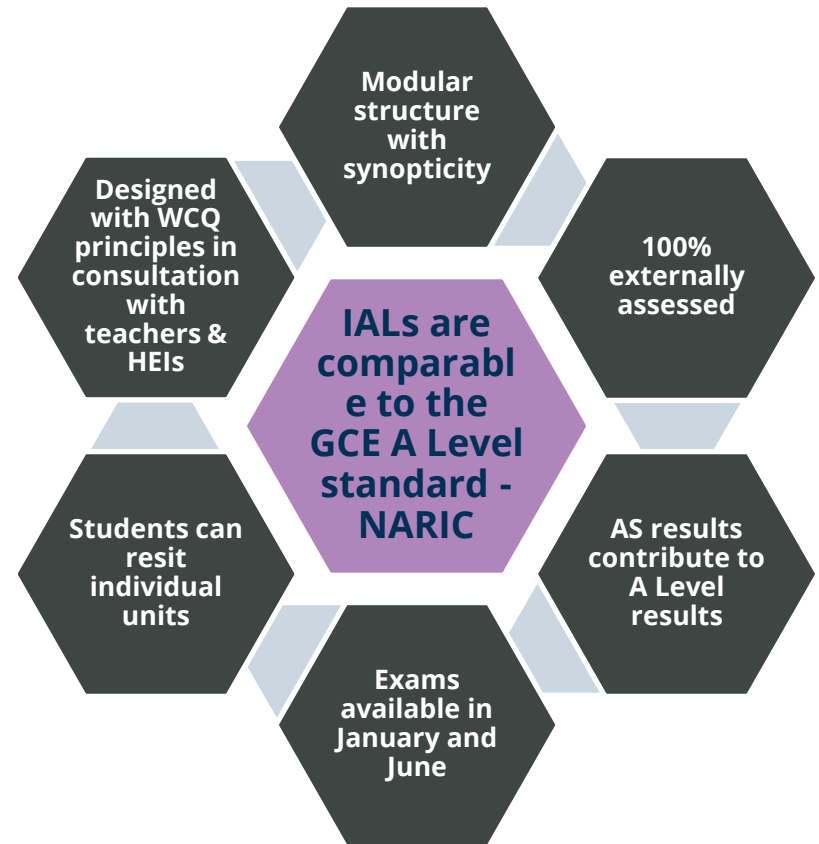 Modular
structure
with
synopticity
100%
externally
assessed
AS results
contribute to
A Level
results
Exams
available in
January and
June
Students can
resit
individual
units
Designed
with WCQ
principles in
consultation
with
teachers &
HEIs
IALs are
comparabl
e to the
GCE A Level
standard -
NARIC